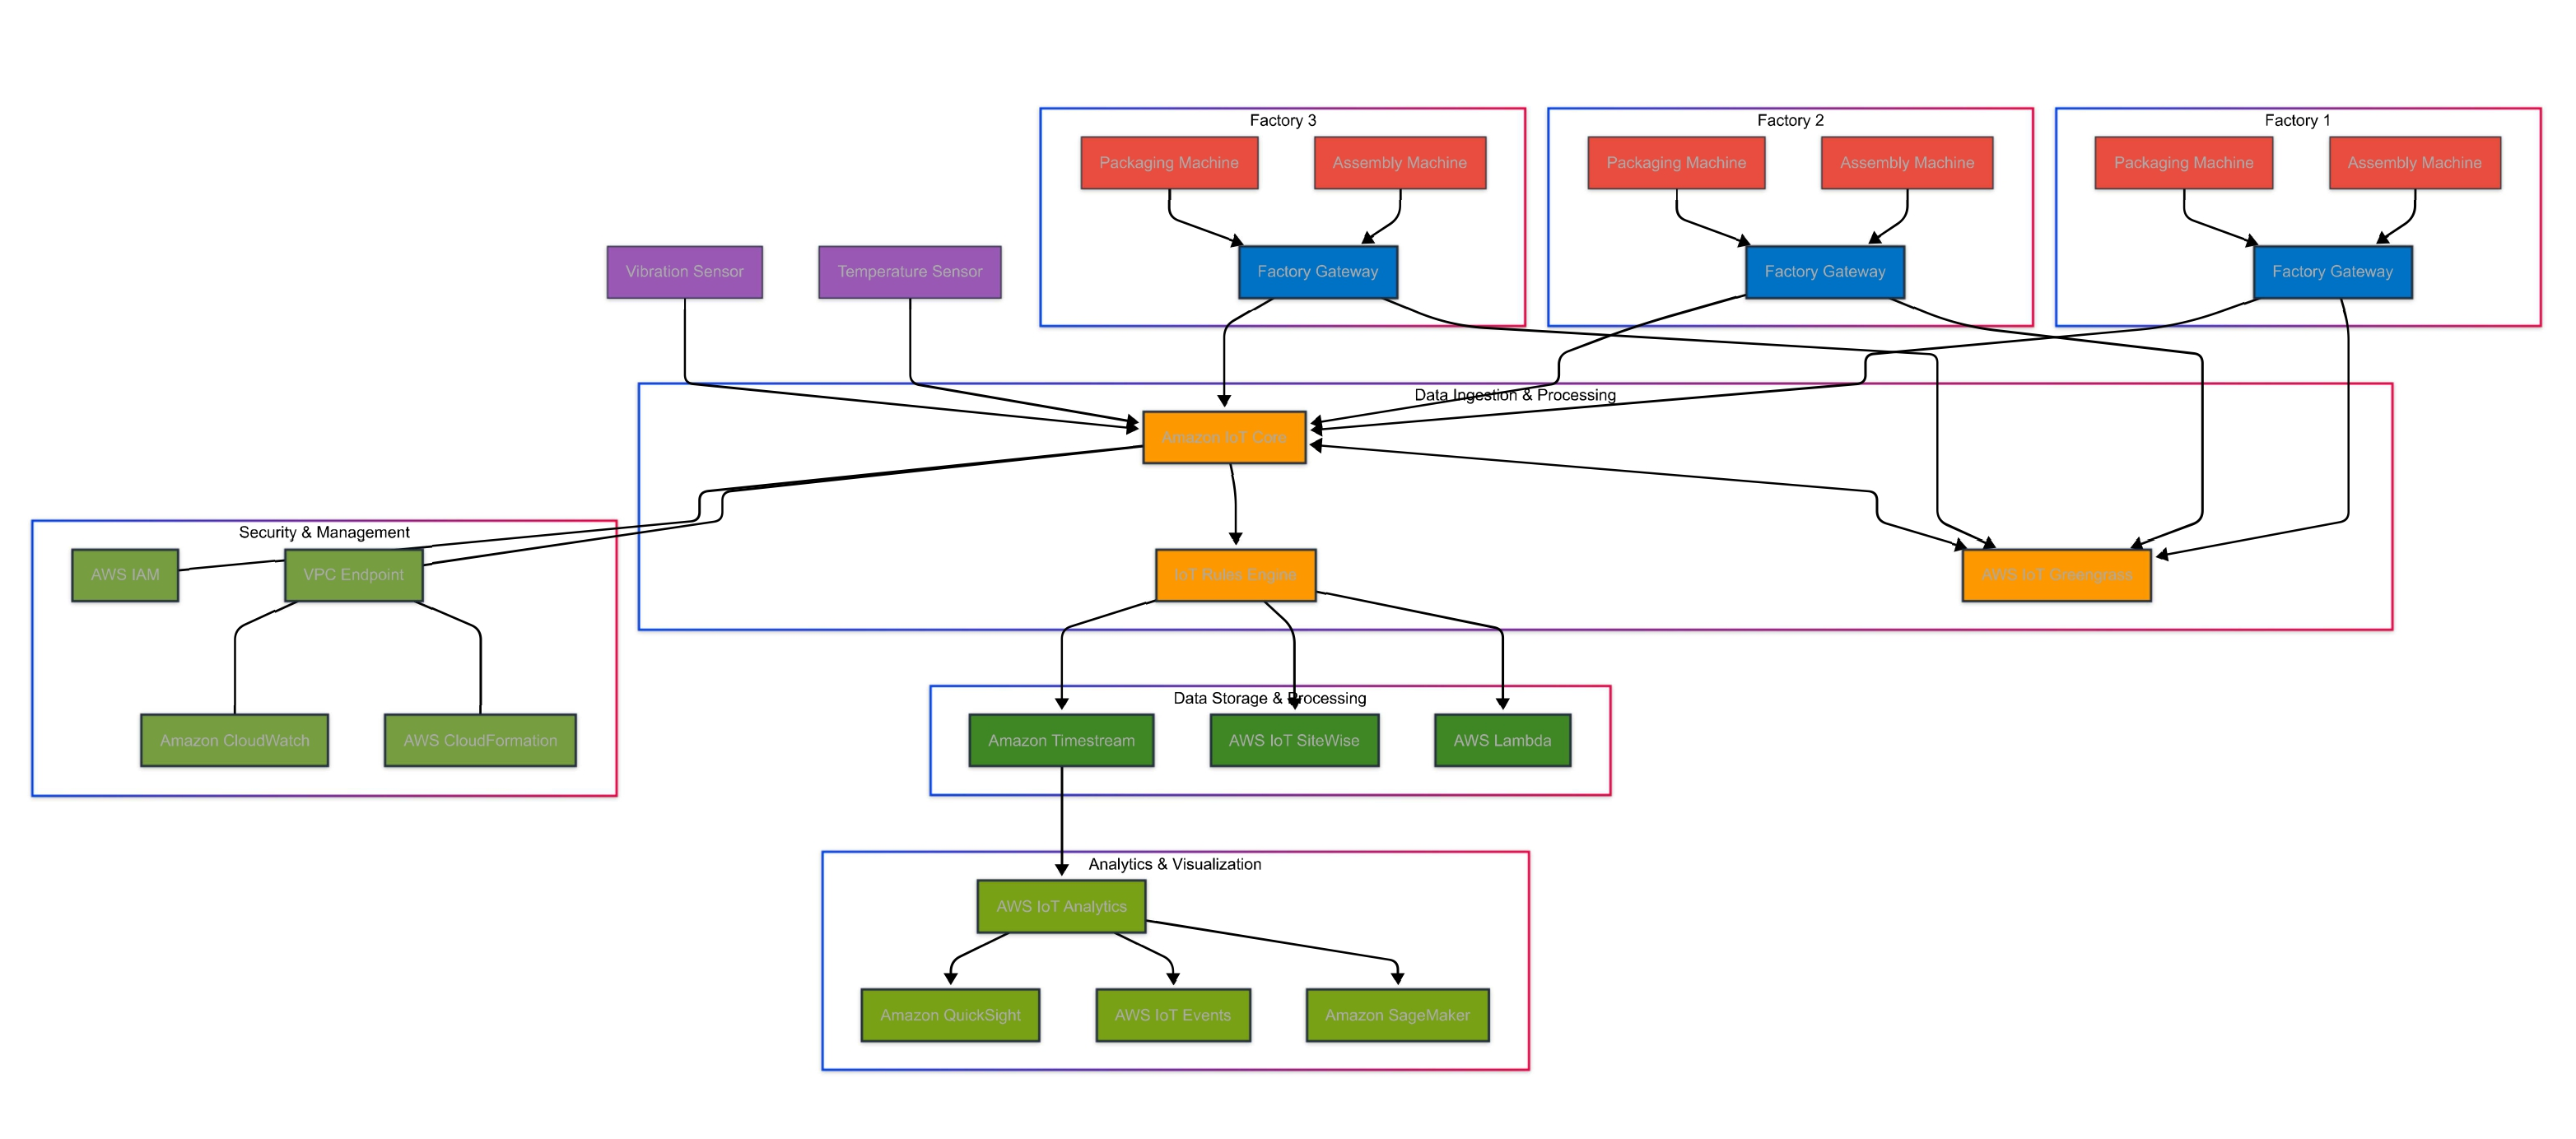 Factory 3
Packaging Machine
Assembly Machine
Factory Gateway
Factory 2
Packaging Machine
Assembly Machine
Factory Gateway
Factory 1
Packaging Machine
Assembly Machine
Factory Gateway
Vibration Sensor
Temperature Sensor
Data Ingestion & Processing
Amazon IoT Core
IoT Rules Engine
AWS IoT Greengrass
Security & Management
AWS IAM
VPC Endpoint
Amazon CloudWatch
AWS CloudFormation
Data Storage & Processing
Amazon Timestream
AWS IoT SiteWise
AWS Lambda
Analytics & Visualization
AWS IoT Analytics
Amazon QuickSight
AWS IoT Events
Amazon SageMaker